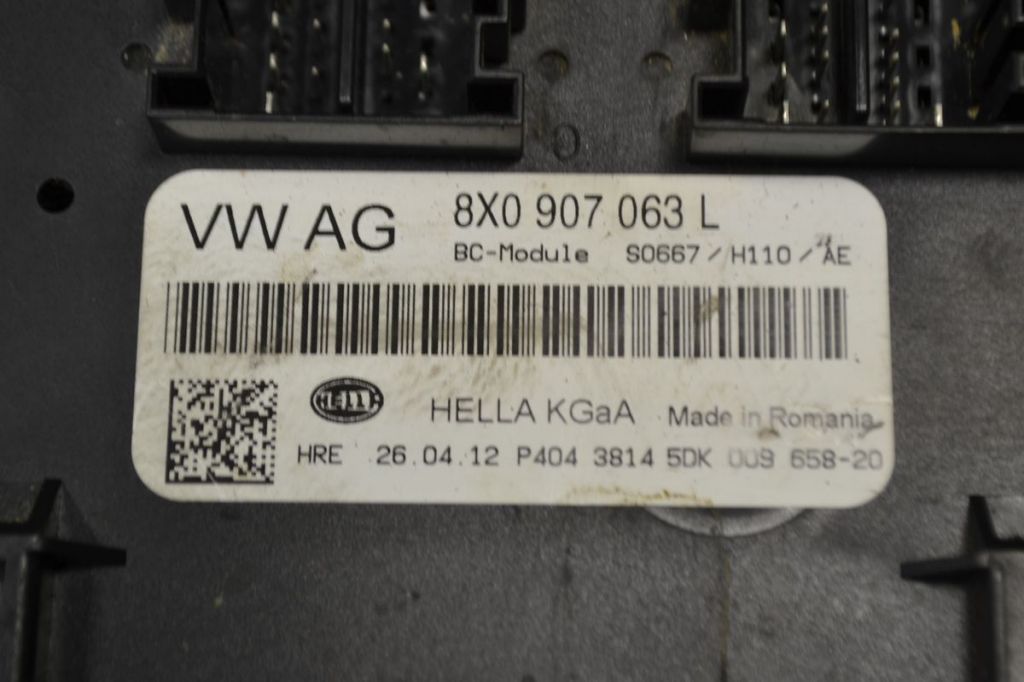 VW AG
8X0 907 063 L
BC-Module S0667/H110/AE
HELLA
HELLA KGaA Made in Romania
HRE 26.04.12 P404 3814 5DK 009 658-20